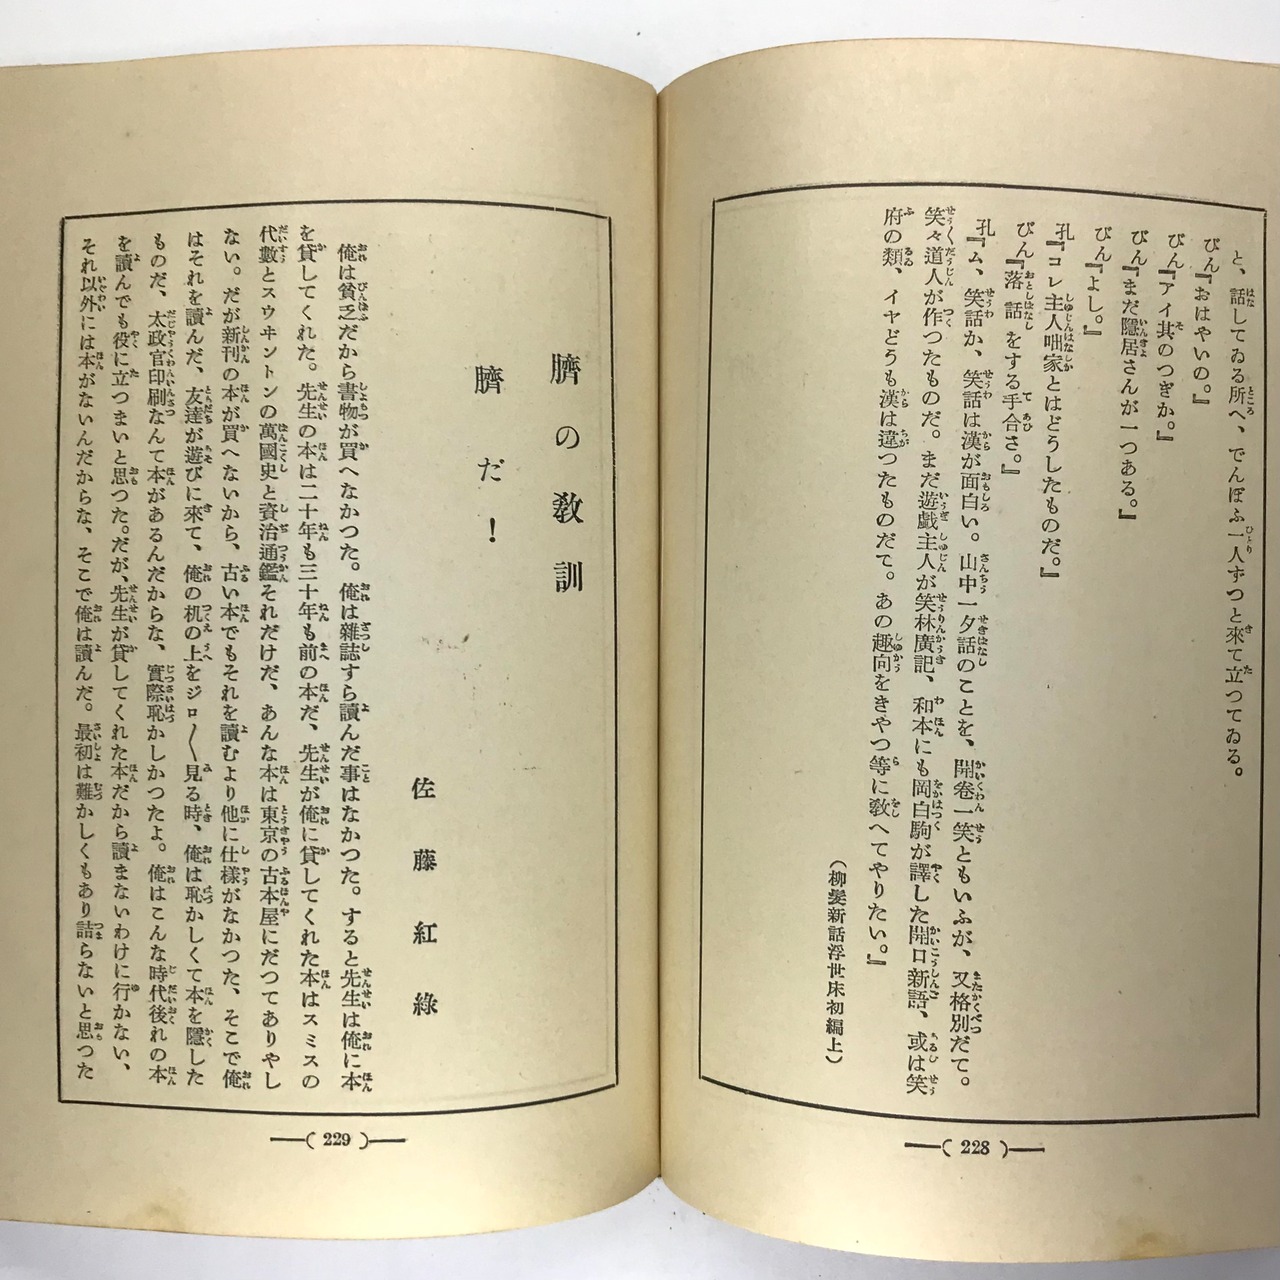 と、話してゐる所へ、でんぼふ一人ずつと來て立つてゐる。
びん『おはやいの。』
びん『アイ其のつぎか。』
びん『まだ隱居さんが一つある。』
びん『よし。』
孔『コレ主人咄家とはどうしたものだ。』
びん『落話をする手合さ。』
孔『ム、笑話か、笑話は漢が面白い。山中一夕話のことを、開卷一笑ともいふが、又格別だて。
笑々道人が作つたものだ。まだ遊戲主人が笑林廣記、和本にも岡白駒が譯した開口新語、或は笑
府の類、イヤどうも漢は違つたものだて。あの趣向をきやつ等に敎へてやりたい。』
(柳髪新話浮世床初編上)
—( 228 )—
臍の敎訓
臍だ!
佐藤紅綠
俺は貧乏だから書物が買へなかつた。俺は雜誌すら讀んだ事はなかつた。すると先生は俺に本
を貸してくれた。先生の本は二十年も三十年も前の本だ、先生が俺に貸してくれた本はスミスの
代數とスウヰントンの萬國史と資治通鑑それだけだ、あんな本は東京の古本屋にだつてありやし
ない。だが新刊の本が買へないから、古い本でもそれを讀むより他に仕樣がなかつた、そこで俺
はそれを讀んだ、友達が遊びに來て、俺の机の上をジロ〳〵見る時、俺は恥かしくて本を隱した
ものだ、太政官印刷なんて本があるんだからな、實際恥かしかつたよ。俺はこんな時代後れの本
を讀んでも役に立つまいと思つた。だが、先生が貸してくれた本だから讀まないわけに行かない、
それ以外には本がないんだからな、そこで俺は讀んだ。最初は難かしくもあり詰らないと思つた
—( 229 )—